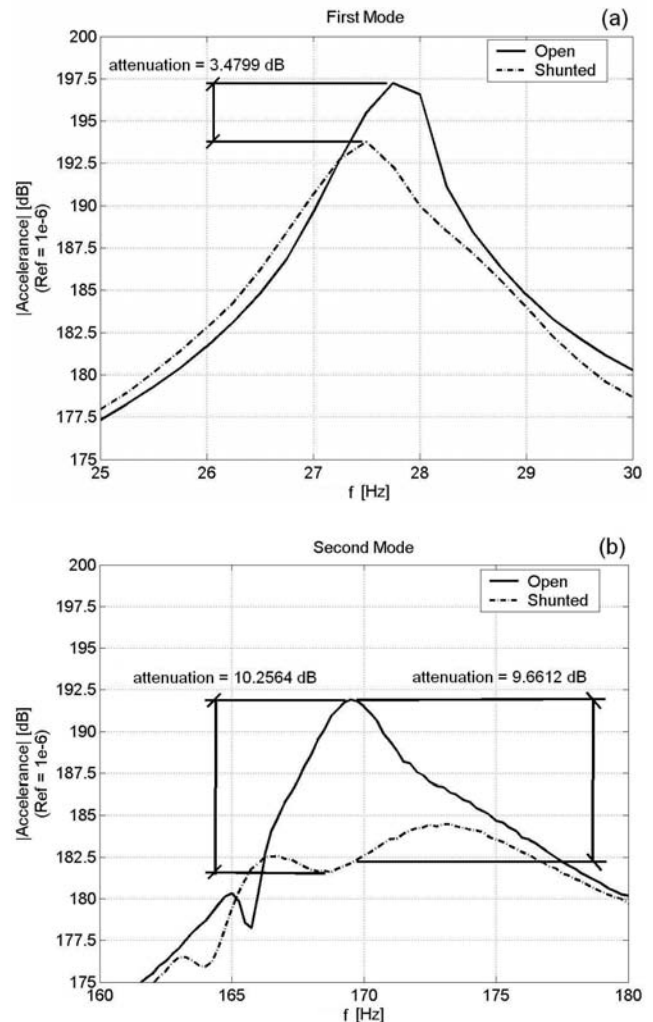 First Mode
(a)
200
197.5
195
192.5
190
187.5
185
182.5
180
177.5
175
|Accelerance| [dB]
(Ref = 1e-6)
attenuation = 3.4799 dB
Open
Shunted
25
26
27
28
29
30
f [Hz]
Second Mode
(b)
200
197.5
195
192.5
190
187.5
185
182.5
180
177.5
175
|Accelerance| [dB]
(Ref = 1e-6)
Open
Shunted
attenuation = 10.2564 dB
attenuation = 9.6612 dB
160
165
170
175
180
f [Hz]